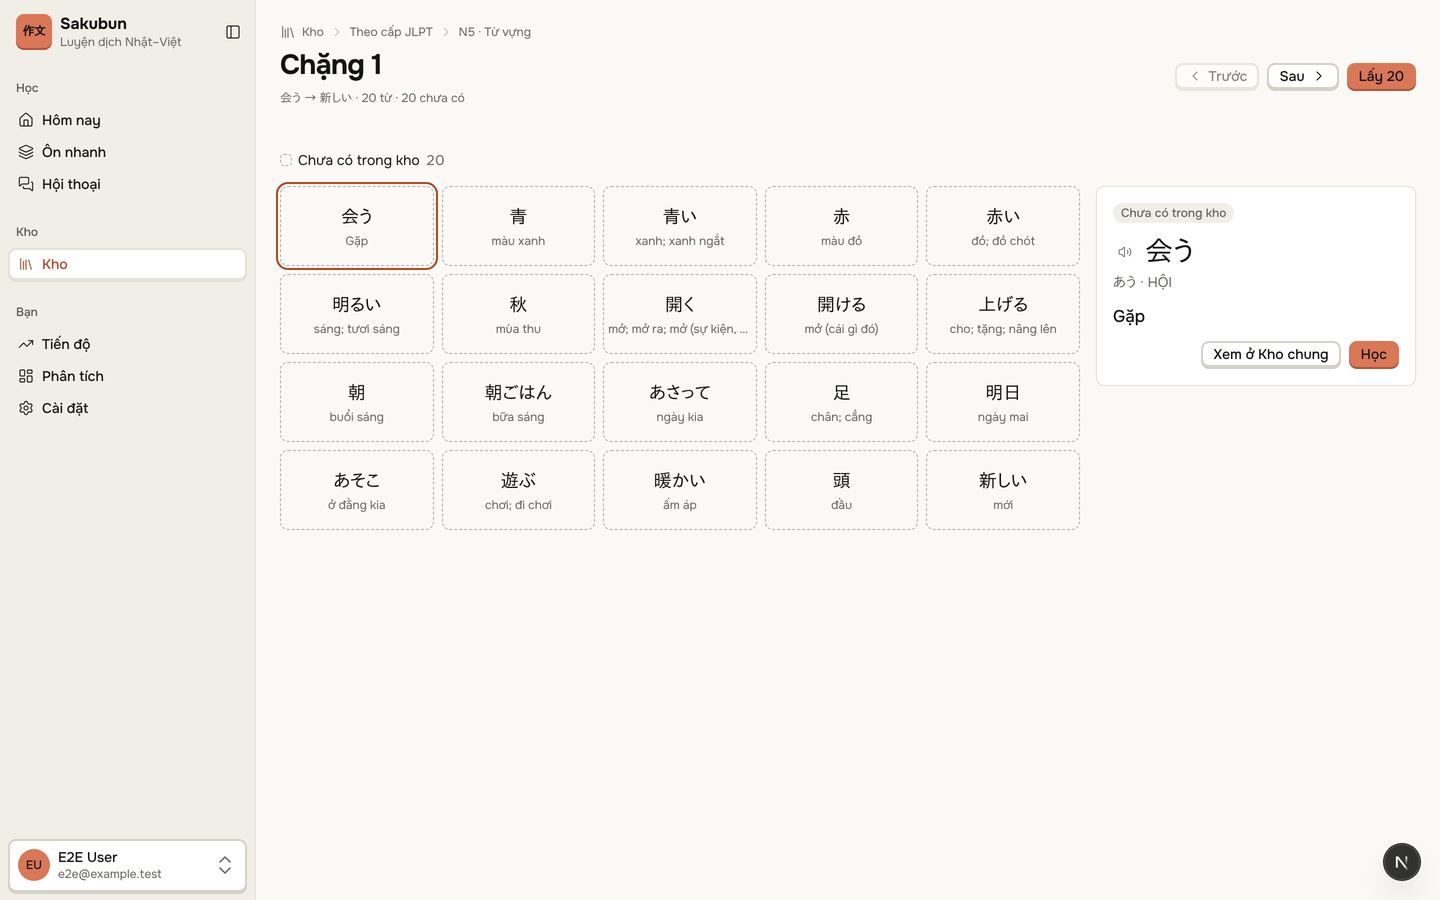 作文
Sakubun
Luyện dịch Nhật–Việt
Học
Hôm nay
Ôn nhanh
Hội thoại
Kho
Kho
Bạn
Tiến độ
Phân tích
Cài đặt
EU
E2E User
e2e@example.test
Kho > Theo cấp JLPT > N5 · Từ vựng
Chặng 1
会う → 新しい · 20 từ · 20 chưa có
Trước
Sau
Lấy 20
Chưa có trong kho 20
会う
Gặp
青
màu xanh
青い
xanh; xanh ngắt
赤
màu đỏ
赤い
đỏ; đỏ chót
明るい
sáng; tươi sáng
秋
mùa thu
開く
mở; mở ra; mở (sự kiện, ...
開ける
mở (cái gì đó)
上げる
cho; tặng; nâng lên
朝
buổi sáng
朝ごはん
bữa sáng
あさって
ngày kia
足
chân; cẳng
明日
ngày mai
あそこ
ở đằng kia
遊ぶ
chơi; đi chơi
暖かい
ấm áp
頭
đầu
新しい
mới
Chưa có trong kho
会う
あう · HỘI
Gặp
Xem ở Kho chung
Học
N